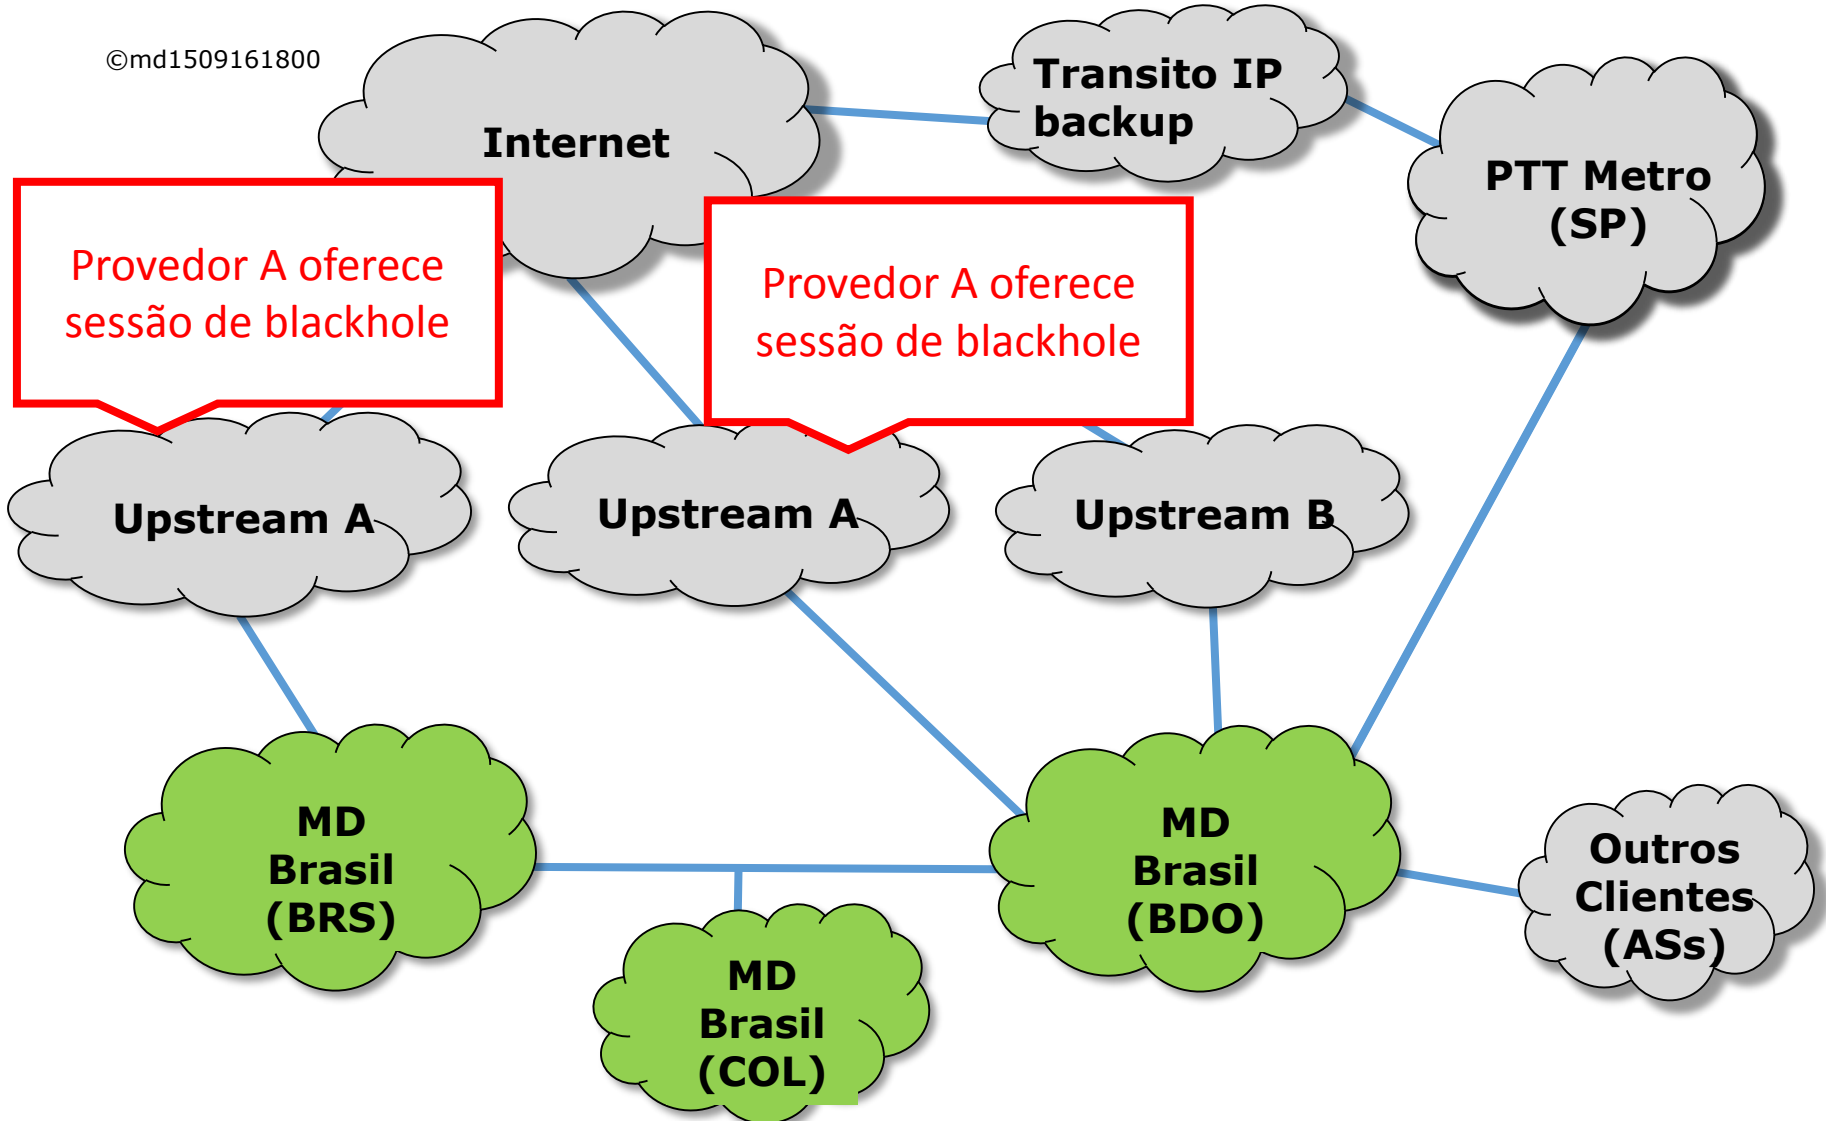 ©md1509161800
Internet
Transito IP
backup
PTT Metro
(SP)
Provedor A oferece
sessão de blackhole
Provedor A oferece
sessão de blackhole
Upstream A
Upstream A
Upstream B
MD
Brasil
(BRS)
MD
Brasil
(COL)
MD
Brasil
(BDO)
Outros
Clientes
(ASs)